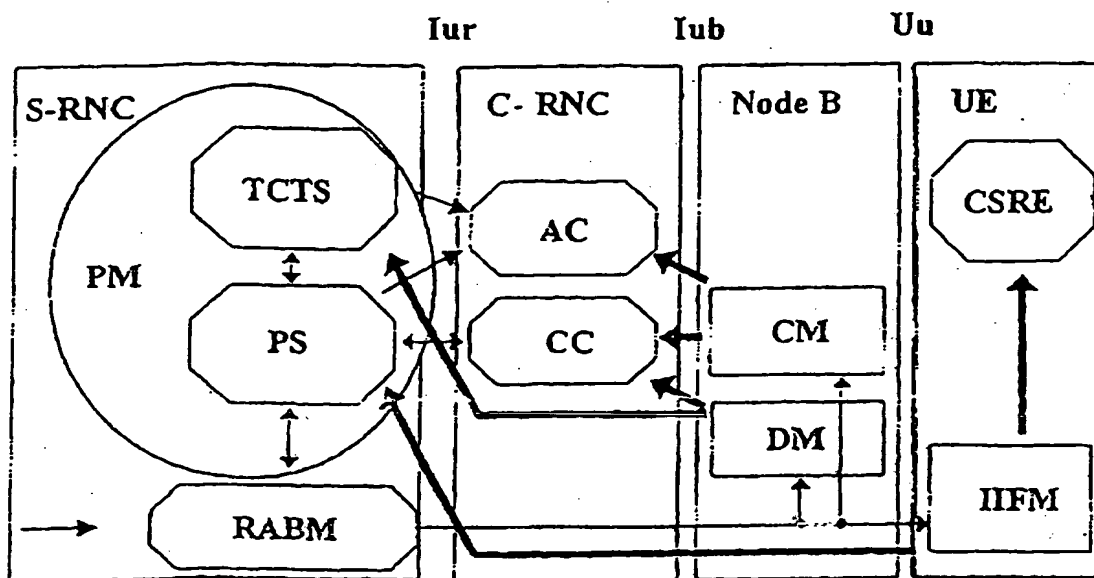 Iur
Iub
Uu
S-RNC
C- RNC
Node B
UE
TCTS
AC
CSRE
PM
PS
CC
CM
DM
RABM
IIFM